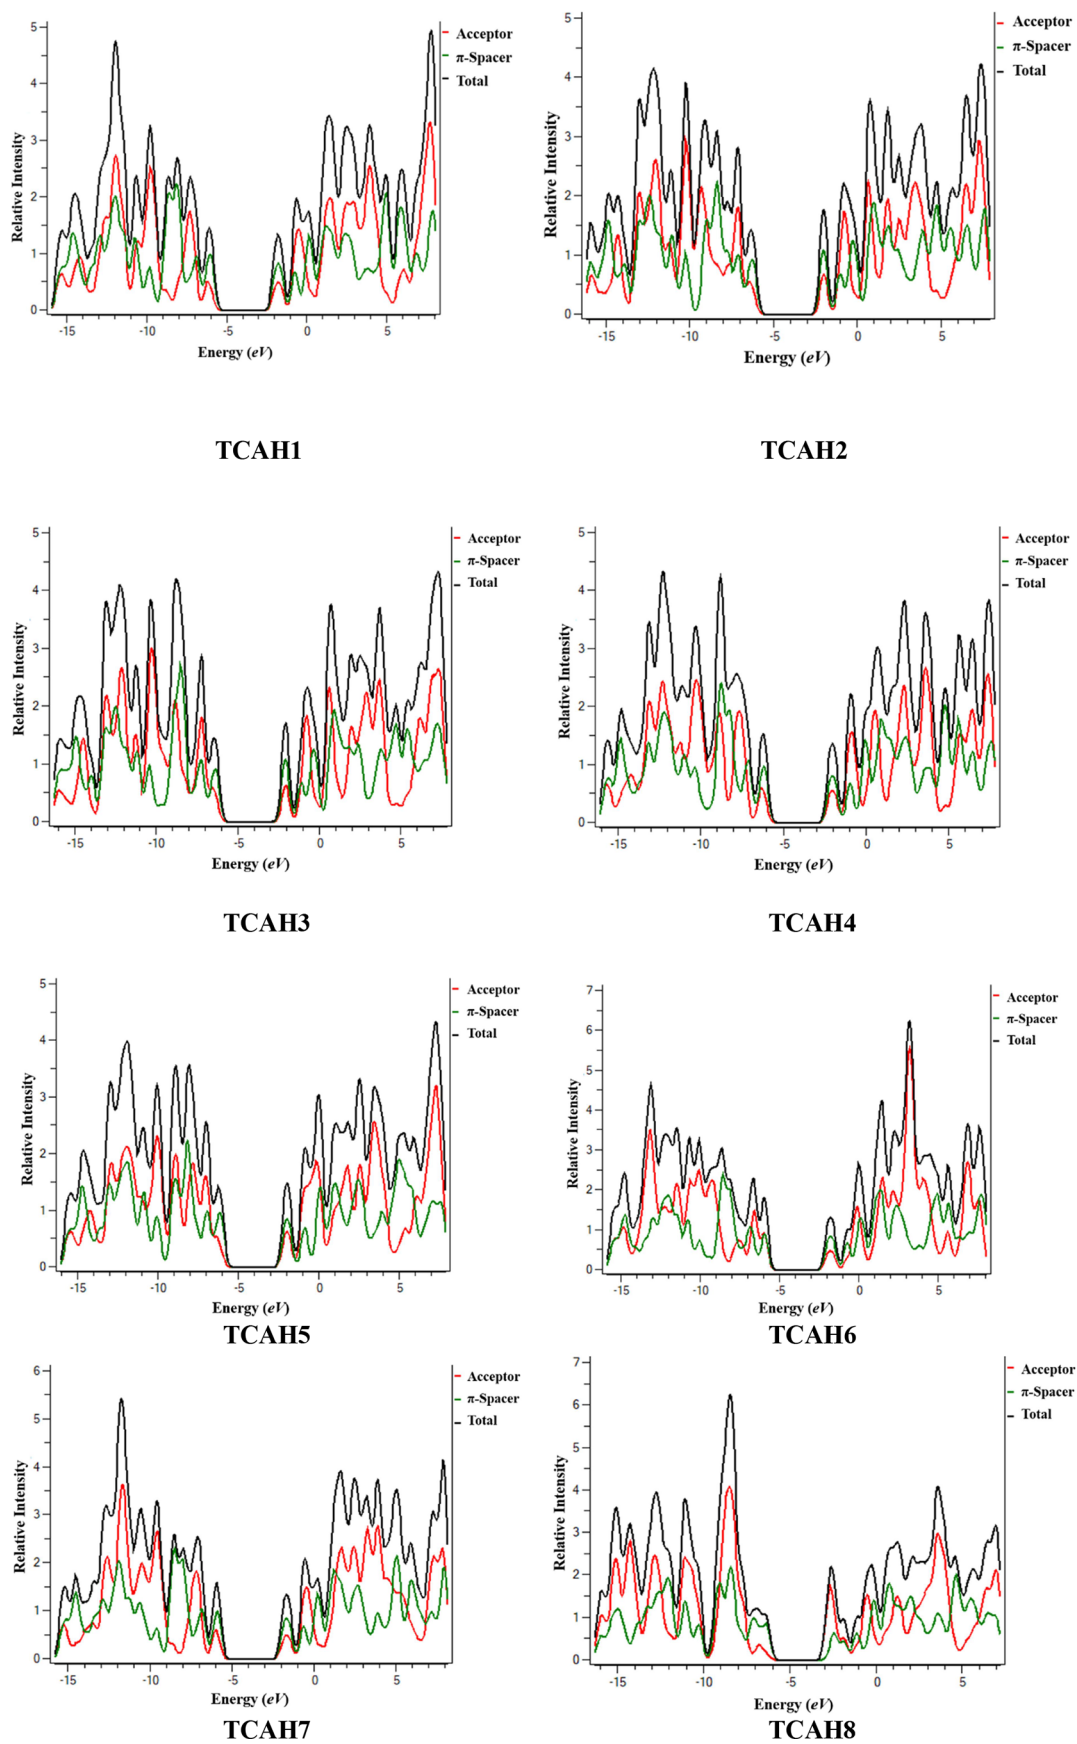 5
4
3
2
1
0
Relative Intensity
-15
-10
-5
0
5
Energy (eV)
Acceptor
π-Spacer
Total
TCAH1
5
4
3
2
1
0
Relative Intensity
-15
-10
-5
0
5
Energy (eV)
Acceptor
π-Spacer
Total
TCAH2
5
4
3
2
1
0
Relative Intensity
-15
-10
-5
0
5
Energy (eV)
Acceptor
π-Spacer
Total
TCAH3
5
4
3
2
1
0
Relative Intensity
-15
-10
-5
0
5
Energy (eV)
Acceptor
π-Spacer
Total
TCAH4
5
4
3
2
1
0
Relative Intensity
-15
-10
-5
0
5
Energy (eV)
Acceptor
π-Spacer
Total
TCAH5
7
6
5
4
3
2
1
0
Relative Intensity
-15
-10
-5
0
5
Energy (eV)
Acceptor
π-Spacer
Total
TCAH6
6
5
4
3
2
1
0
Relative Intensity
-15
-10
-5
0
5
Energy (eV)
Acceptor
π-Spacer
Total
TCAH7
7
6
5
4
3
2
1
0
Relative Intensity
-15
-10
-5
0
5
Energy (eV)
Acceptor
π-Spacer
Total
TCAH8